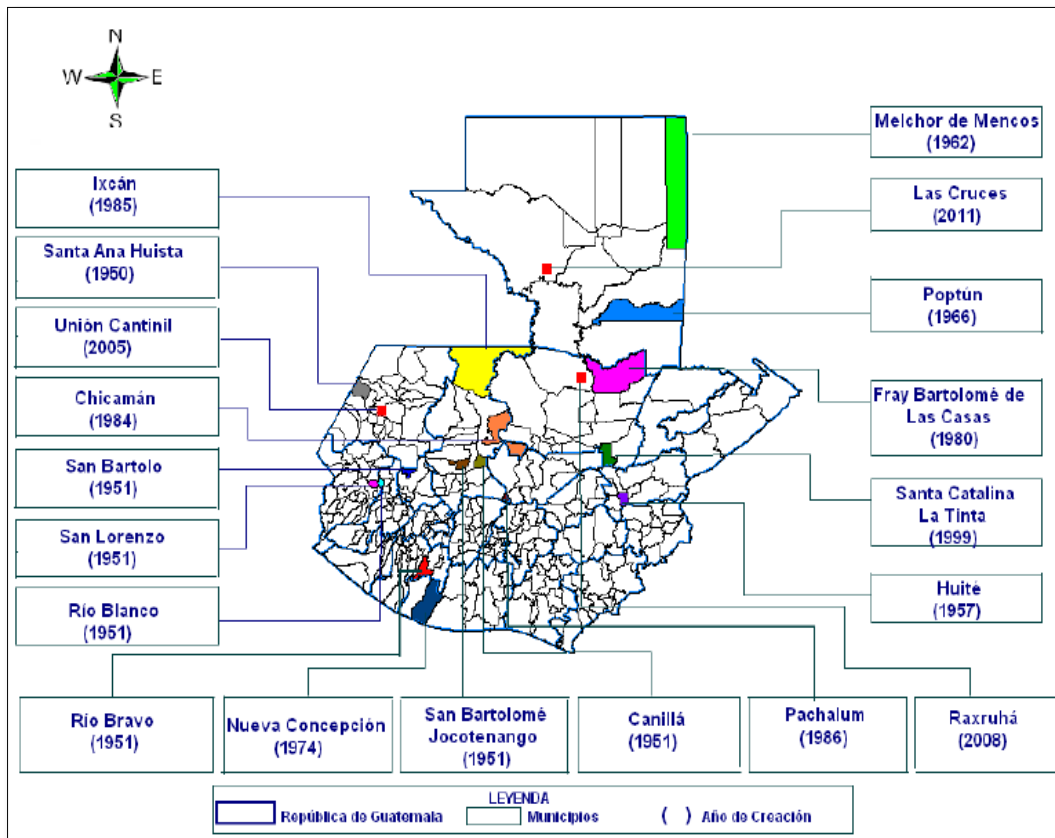 N
W E
S
Melchor de Mencos
(1962)
Ixcán
(1985)
Las Cruces
(2011)
Santa Ana Huista
(1950)
Poptún
(1966)
Unión Cantinil
(2005)
Chicamán
(1984)
Fray Bartolomé de
Las Casas
(1980)
San Bartolo
(1951)
Santa Catalina
La Tinta
(1999)
San Lorenzo
(1951)
Huité
(1957)
Río Blanco
(1951)
Río Bravo
(1951)
Nueva Concepción
(1974)
San Bartolomé
Jocotenango
(1951)
Canillá
(1951)
Pachalum
(1986)
Raxruhá
(2008)
LEYENDA
República de Guatemala
Municipios
( ) Año de Creación